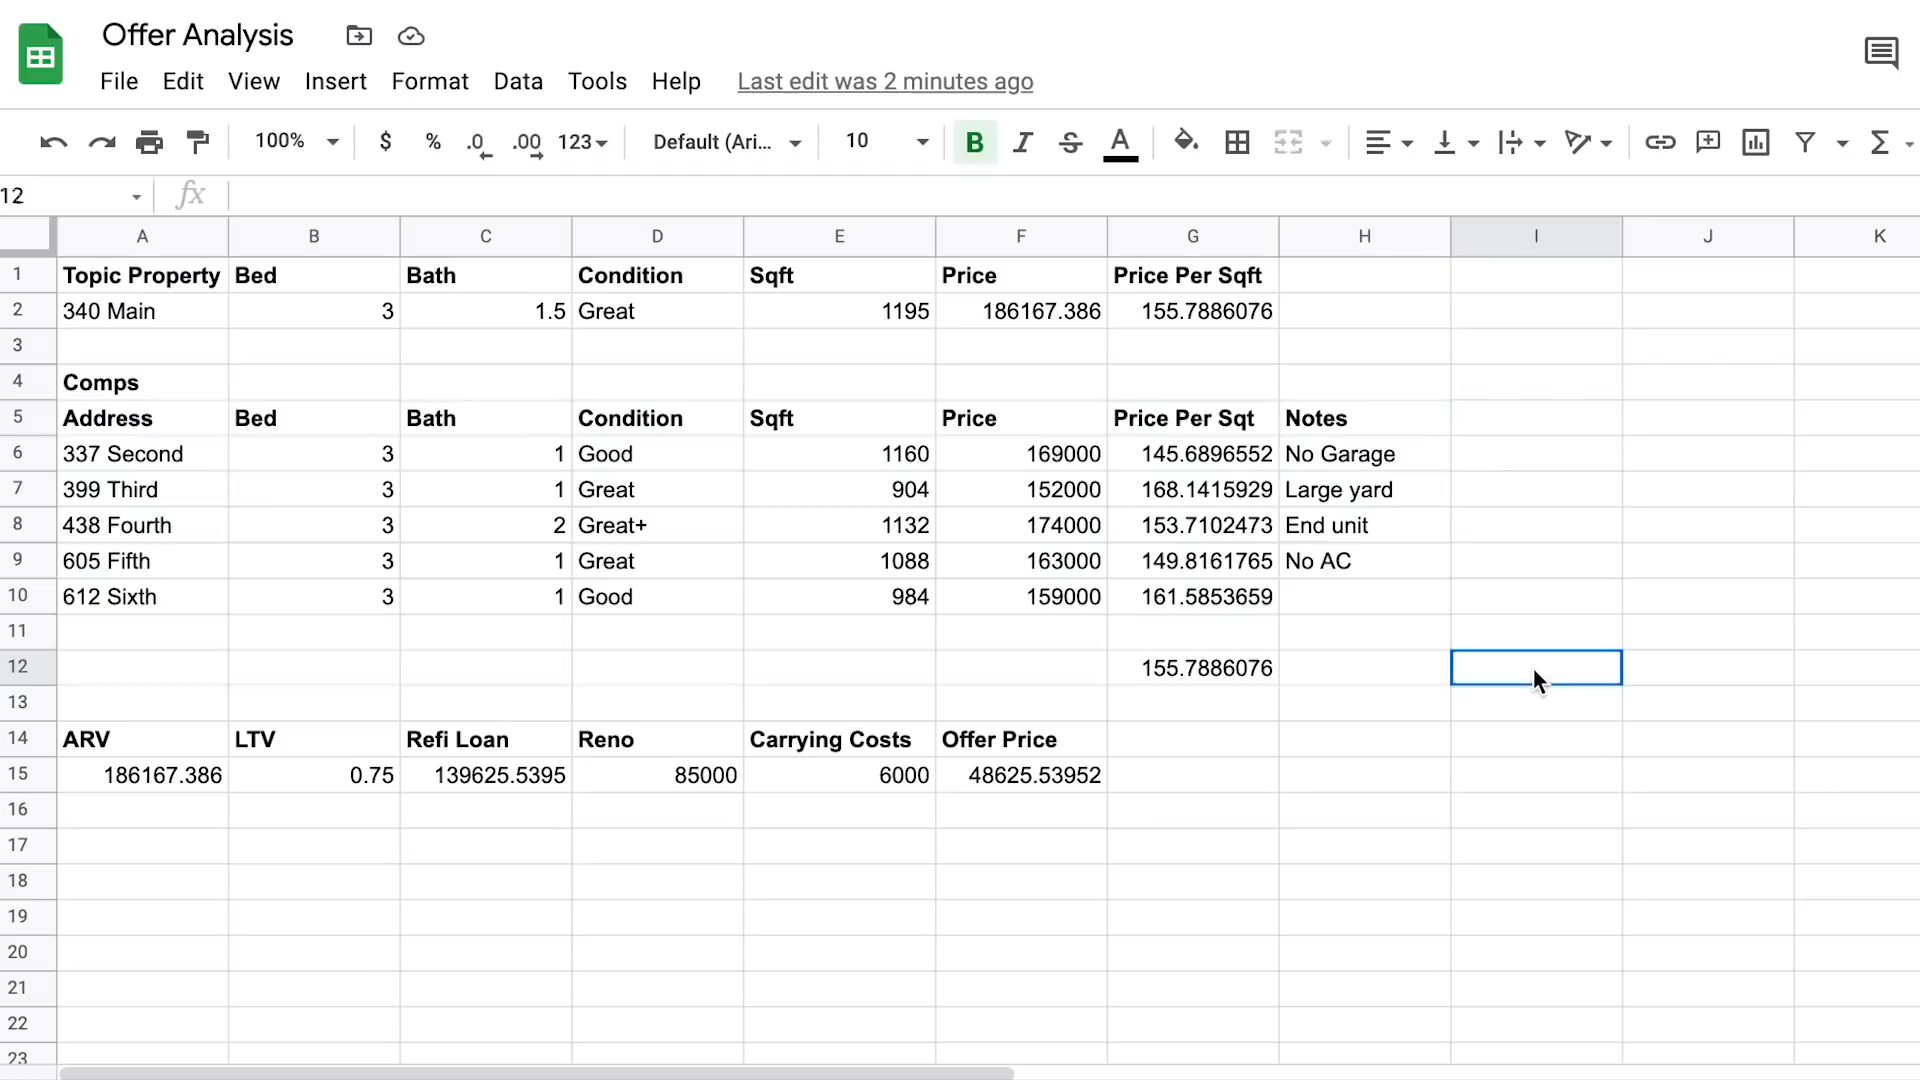 Offer Analysis
File Edit View Insert Format Data Tools Help Last edit was 2 minutes ago
100% $ % .0 .00 123 Default (Ari... 10 B I S A Σ
12 fx
A B C D E F G H I J K
1 Topic Property Bed Bath Condition Sqft Price Price Per Sqft
2 340 Main 3 1.5 Great 1195 186167.386 155.7886076
3
4 Comps
5 Address Bed Bath Condition Sqft Price Price Per Sqt Notes
6 337 Second 3 1 Good 1160 169000 145.6896552 No Garage
7 399 Third 3 1 Great 904 152000 168.1415929 Large yard
8 438 Fourth 3 2 Great+ 1132 174000 153.7102473 End unit
9 605 Fifth 3 1 Great 1088 163000 149.8161765 No AC
10 612 Sixth 3 1 Good 984 159000 161.5853659
11
12 155.7886076
13
14 ARV LTV Refi Loan Reno Carrying Costs Offer Price
15 186167.386 0.75 139625.5395 85000 6000 48625.53952
16
17
18
19
20
21
22
23